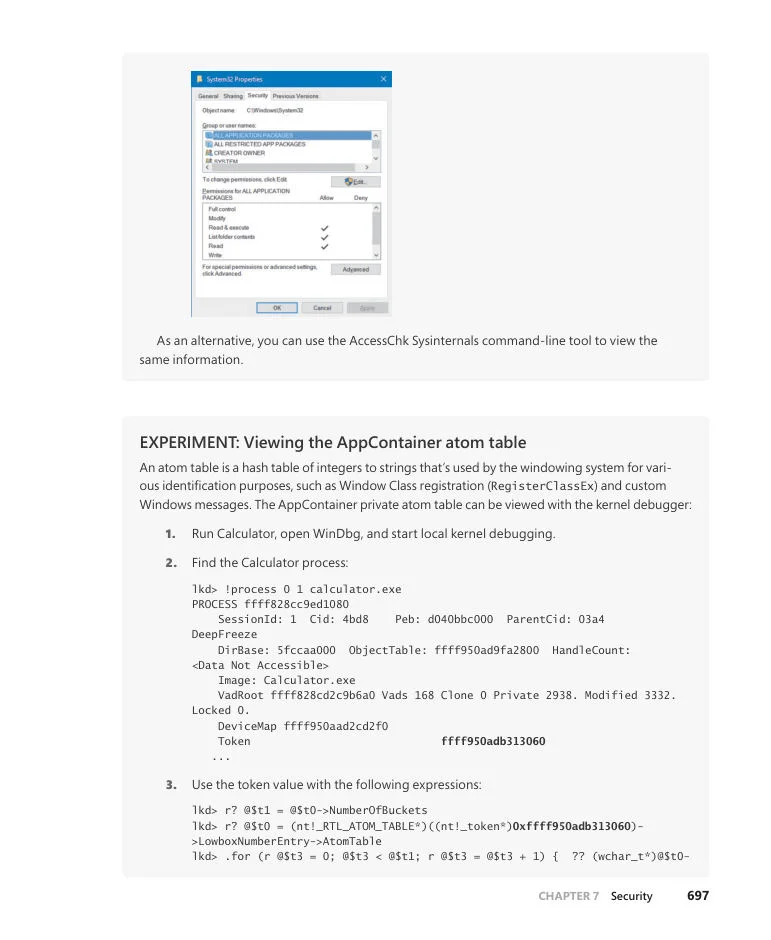 System32 Properties
General Sharing Security Previous Versions
Object name: C:\Windows\System32
Group or user names:
ALL APPLICATION PACKAGES
ALL RESTRICTED APP PACKAGES
CREATOR OWNER
SYSTEM
To change permissions, click Edit.
Edit...
Permissions for ALL APPLICATION
PACKAGES Allow Deny
Full control
Modify
Read & execute
List folder contents
Read
Write
For special permissions or advanced settings,
click Advanced.
Advanced
OK Cancel Apply
As an alternative, you can use the AccessChk Sysinternals command-line tool to view the
same information.
EXPERIMENT: Viewing the AppContainer atom table
An atom table is a hash table of integers to strings that's used by the windowing system for vari-
ous identification purposes, such as Window Class registration (RegisterClassEx) and custom
Windows messages. The AppContainer private atom table can be viewed with the kernel debugger:
1. Run Calculator, open WinDbg, and start local kernel debugging.
2. Find the Calculator process:
lkd> !process 0 1 calculator.exe
PROCESS ffff828cc9ed1080
SessionId: 1 Cid: 4bd8 Peb: d040bbc000 ParentCid: 03a4
DeepFreeze
DirBase: 5fccaa000 ObjectTable: ffff950ad9fa2800 HandleCount:
<Data Not Accessible>
Image: Calculator.exe
VadRoot ffff828cd2c9b6a0 Vads 168 Clone 0 Private 2938. Modified 3332.
Locked 0.
DeviceMap ffff950aad2cd2f0
Token ffff950adb313060
...
3. Use the token value with the following expressions:
lkd> r? @$t1 = @$t0->NumberOfBuckets
lkd> r? @$t0 = (nt!_RTL_ATOM_TABLE*)((nt!_token*)0xffff950adb313060)-
>LowboxNumberEntry->AtomTable
lkd> .for (r @$t3 = 0; @$t3 < @$t1; r @$t3 = @$t3 + 1) { ?? (wchar_t*)@$t0-
CHAPTER 7 Security 697